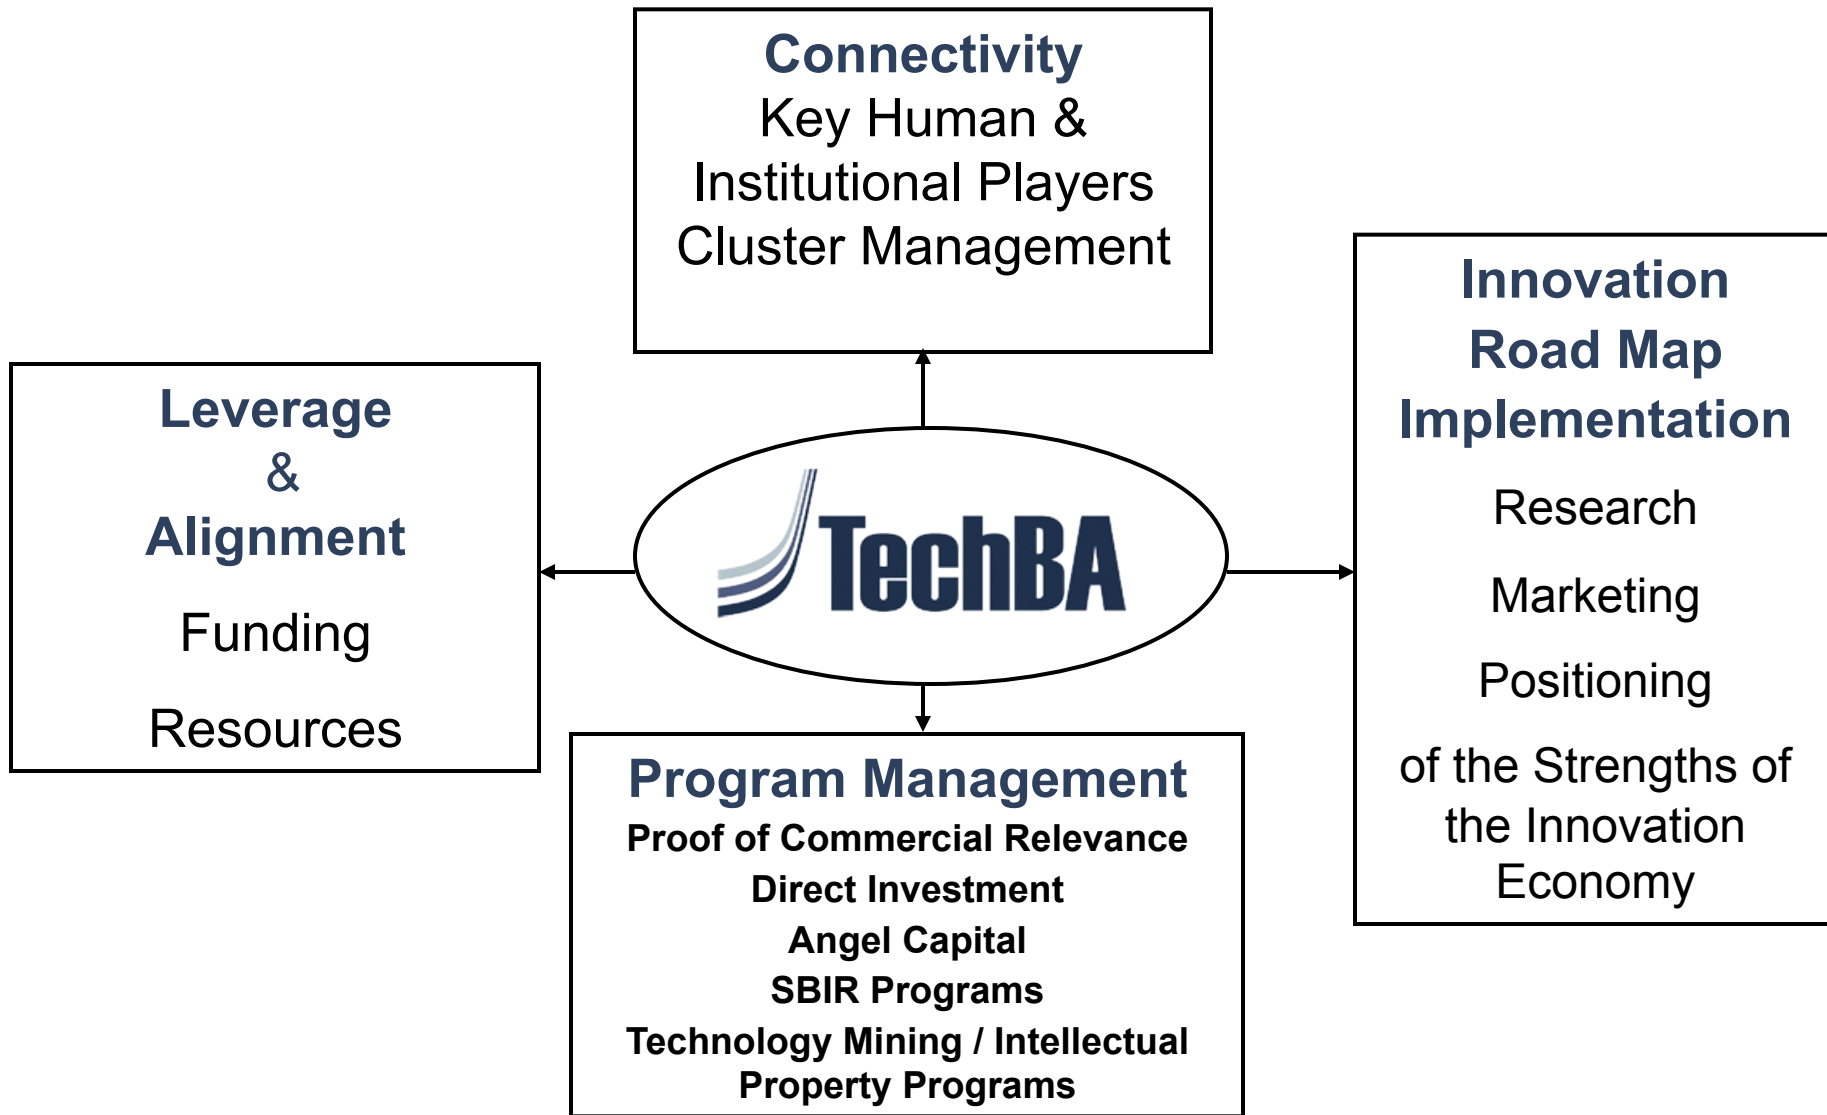 Connectivity
Key Human &
Institutional Players
Cluster Management
Leverage
&
Alignment
Funding
Resources
TechBA
Innovation
Road Map
Implementation
Research
Marketing
Positioning
of the Strengths of
the Innovation
Economy
Program Management
Proof of Commercial Relevance
Direct Investment
Angel Capital
SBIR Programs
Technology Mining / Intellectual
Property Programs